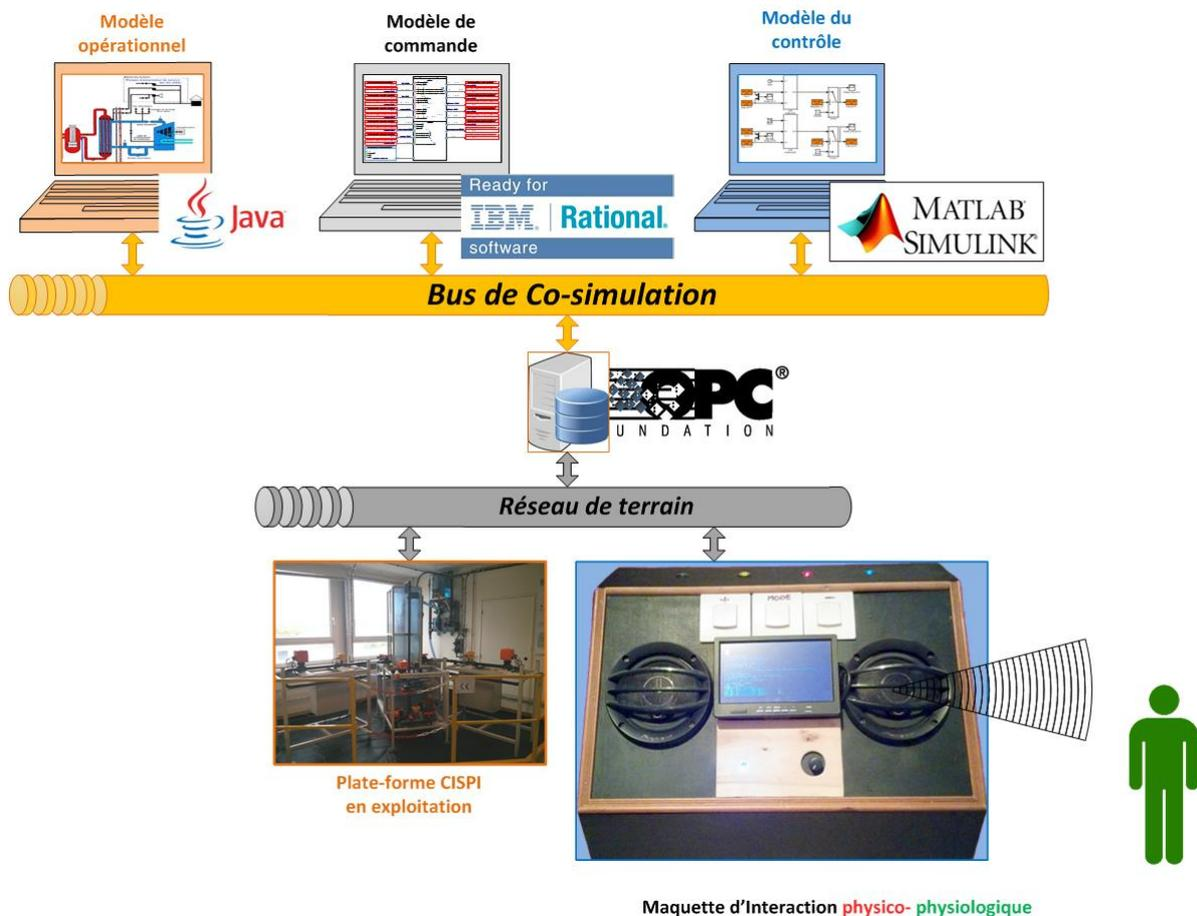 Modèle
opérationnel
Modèle de
commande
Modèle du
contrôle
Java
Ready for
IBM. Rational.
software
MATLAB
SIMULINK®
Bus de Co-simulation
OPC®
UNDATION
Réseau de terrain
MODE
Plate-forme CISPI
en exploitation
Maquette d'Interaction physico- physiologique